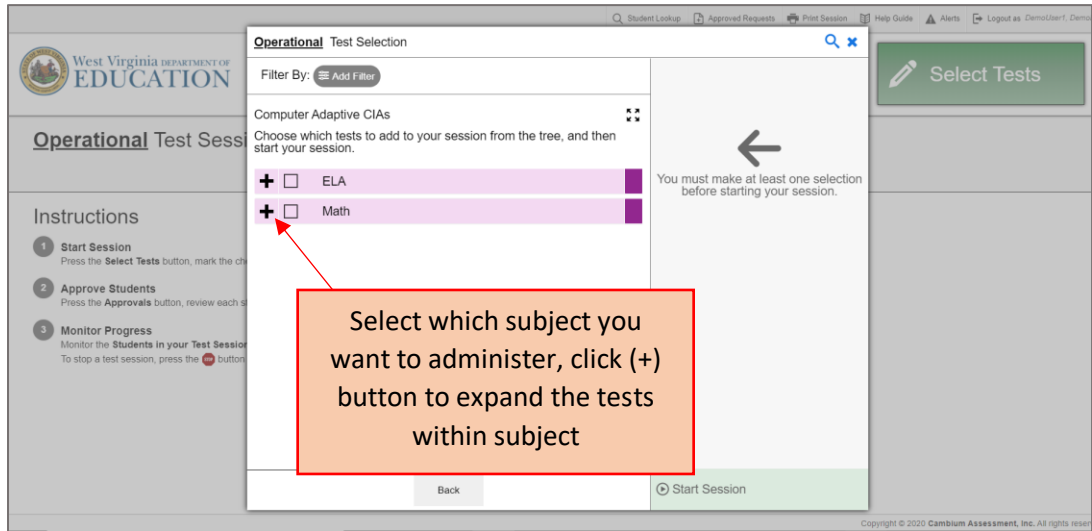 Student Lookup Approved Requests Print Session Help Guide Alerts Logout as DemoUser1, Demo
West Virginia DEPARTMENT OF
EDUCATION
Select Tests
Operational Test Sessi
Operational Test Selection
Filter By: Add Filter
Computer Adaptive CIAs
Choose which tests to add to your session from the tree, and then
start your session.
ELA
Math
You must make at least one selection
before starting your session.
Instructions
1 Start Session
Press the Select Tests button, mark the che
2 Approve Students
Press the Approvals button, review each s
3 Monitor Progress
Monitor the Students in your Test Session
To stop a test session, press the STOP button
Select which subject you
want to administer, click (+)
button to expand the tests
within subject
Back
Start Session
Copyright © 2020 Cambium Assessment, Inc. All rights reser